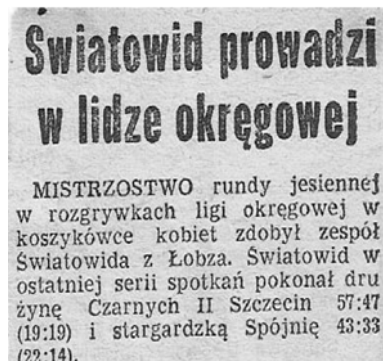 Światowid prowadzi
w lidze okręgowej
MISTRZOSTWO rundy jesiennej
w rozgrywkach ligi okręgowej w
koszykówce kobiet zdobył zespół
Światowida z Łobza. Światowid w
ostatniej serii spotkań pokonał dru
żynę Czarnych II Szczecin 57:47
(19:19) i stargardzką Spójnię 43:33
(22:14).